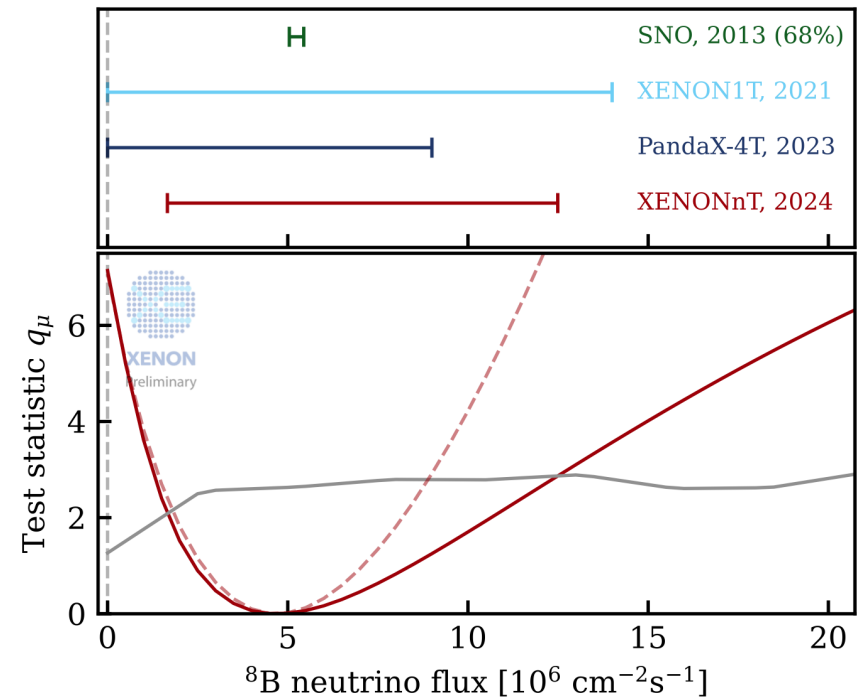 SNO, 2013 (68%)
XENON1T, 2021
PandaX-4T, 2023
XENONnT, 2024
Test statistic qμ
6
4
2
0
XENON
Preliminary
0 5 10 15 20
⁸B neutrino flux [10⁶ cm⁻²s⁻¹]